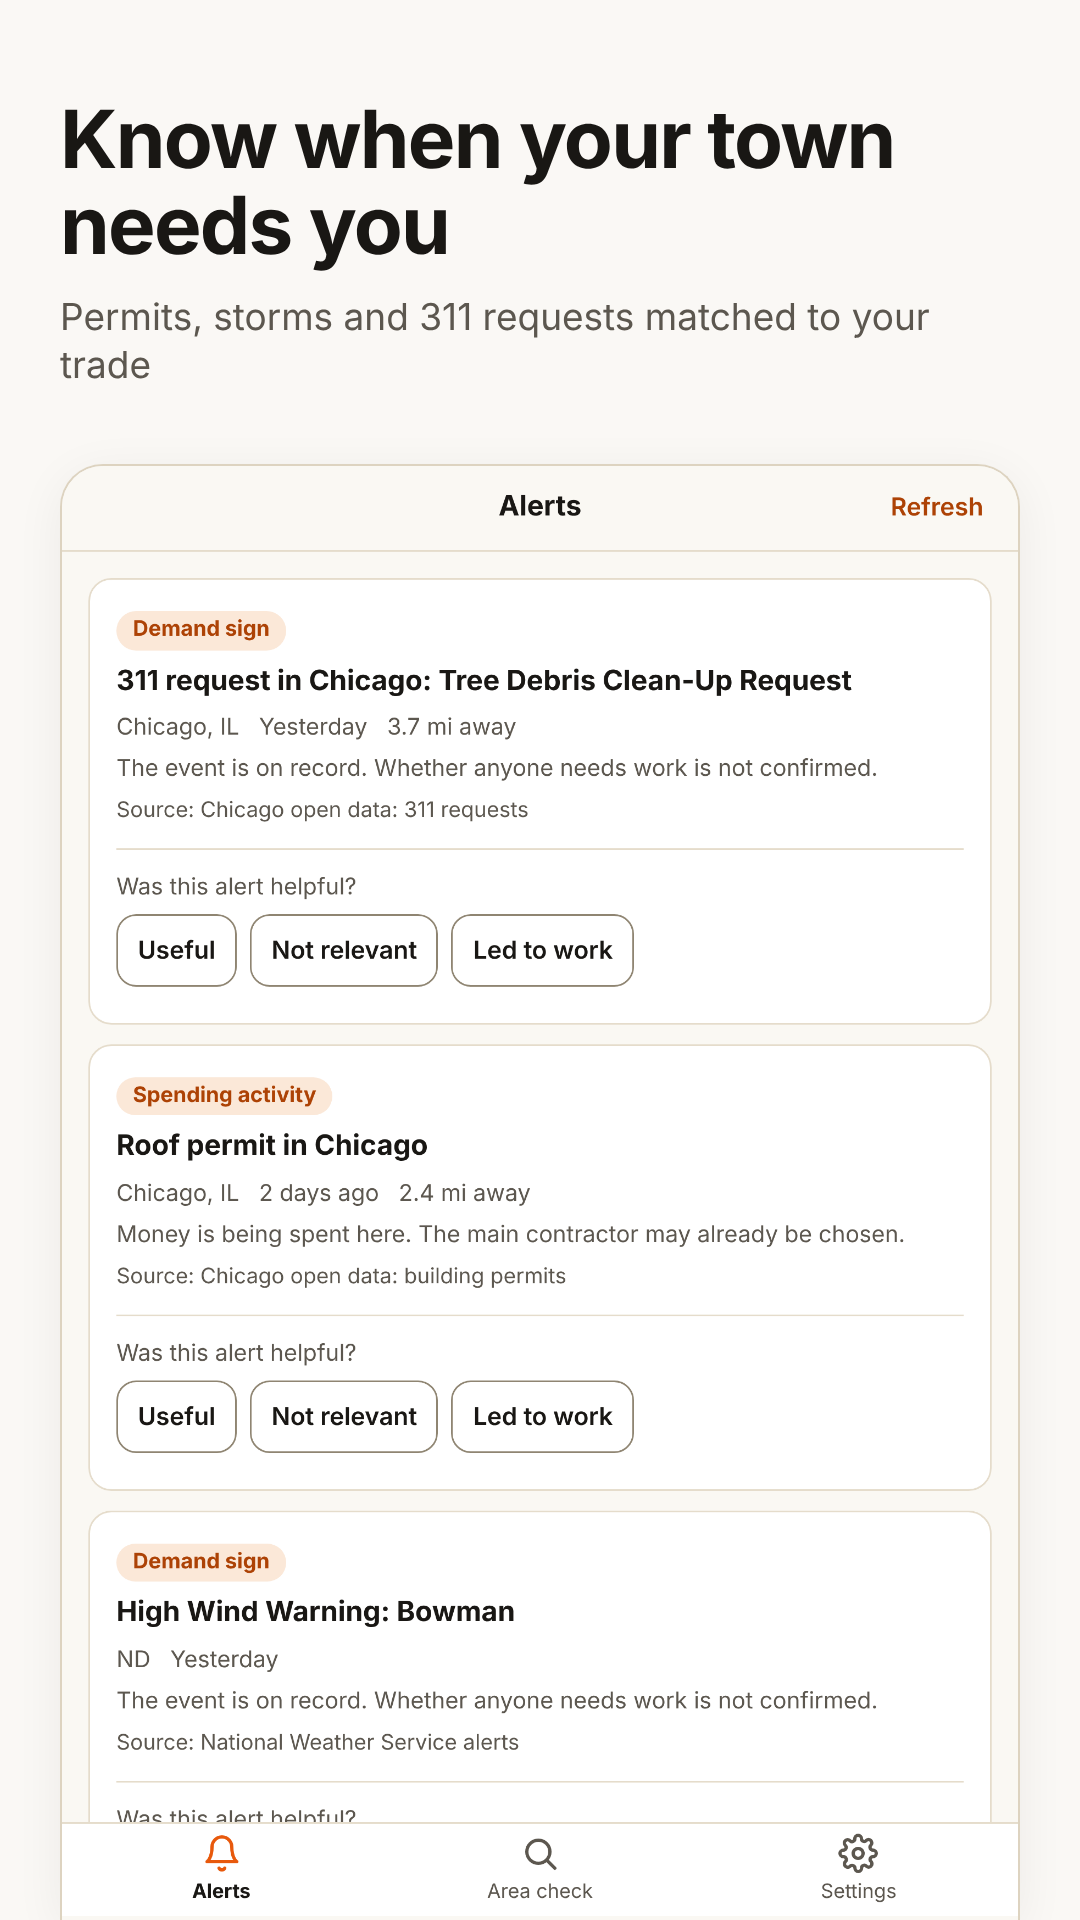 Know when your town
needs you
Permits, storms and 311 requests matched to your
trade
Alerts
Refresh
Demand sign
311 request in Chicago: Tree Debris Clean-Up Request
Chicago, IL Yesterday 3.7 mi away
The event is on record. Whether anyone needs work is not confirmed.
Source: Chicago open data: 311 requests
Was this alert helpful?
Useful Not relevant Led to work
Spending activity
Roof permit in Chicago
Chicago, IL 2 days ago 2.4 mi away
Money is being spent here. The main contractor may already be chosen.
Source: Chicago open data: building permits
Was this alert helpful?
Useful Not relevant Led to work
Demand sign
High Wind Warning: Bowman
ND Yesterday
The event is on record. Whether anyone needs work is not confirmed.
Source: National Weather Service alerts
Was this alert helpful?
Alerts Area check Settings